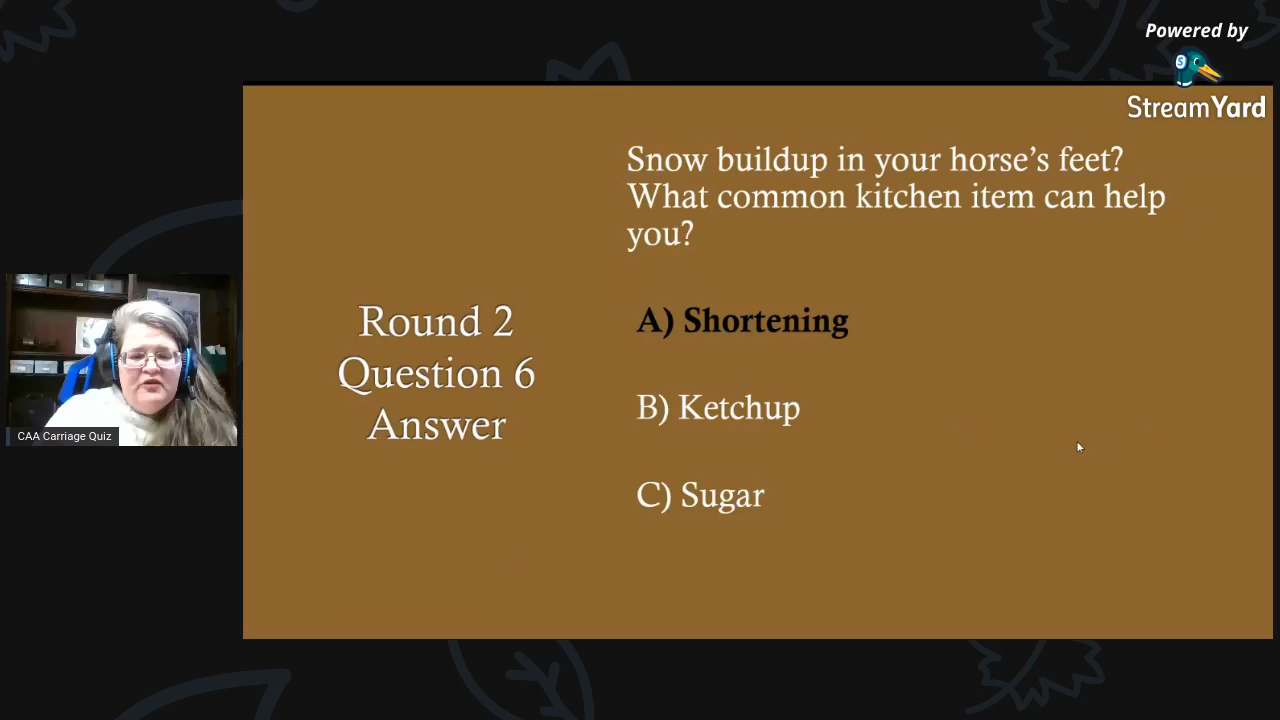 Powered by
StreamYard
Snow buildup in your horse’s feet?
What common kitchen item can help
you?
Round 2
Question 6
Answer
A) Shortening
B) Ketchup
C) Sugar
CAA Carriage Quiz